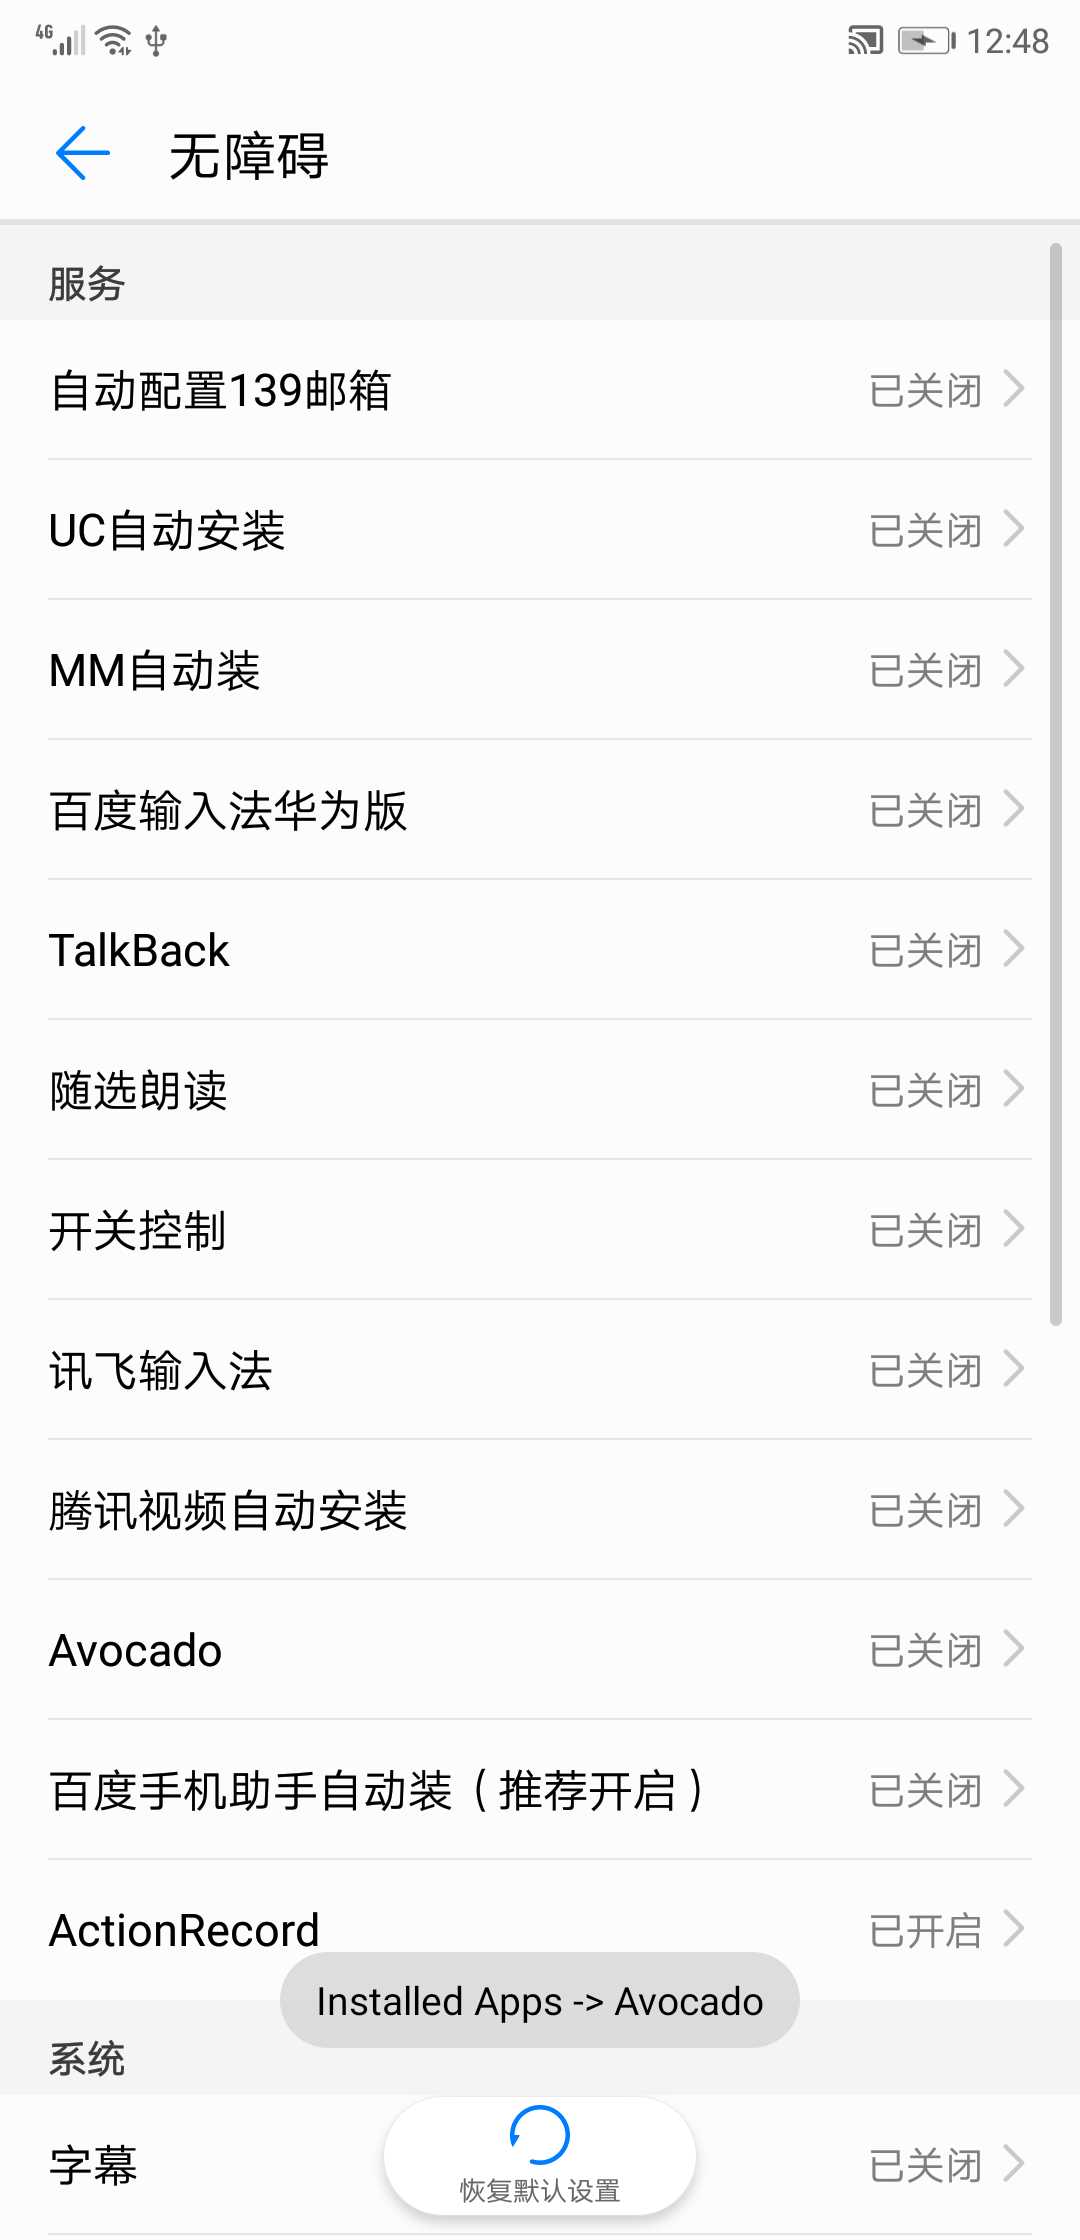 4G
12:48
无障碍
服务
自动配置139邮箱 已关闭
UC自动安装 已关闭
MM自动装 已关闭
百度输入法华为版 已关闭
TalkBack 已关闭
随选朗读 已关闭
开关控制 已关闭
讯飞输入法 已关闭
腾讯视频自动安装 已关闭
Avocado 已关闭
百度手机助手自动装（推荐开启） 已关闭
ActionRecord 已开启
Installed Apps -> Avocado
系统
字幕 已关闭
恢复默认设置